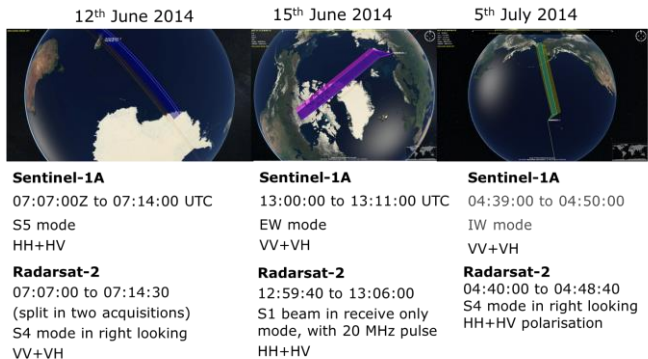 12th June 2014
15th June 2014
5th July 2014
Sentinel-1A
07:07:00Z to 07:14:00 UTC
S5 mode
HH+HV
Radarsat-2
07:07:00 to 07:14:30
(split in two acquisitions)
S4 mode in right looking
VV+VH
Sentinel-1A
13:00:00 to 13:11:00 UTC
EW mode
VV+VH
Radarsat-2
12:59:40 to 13:06:00
S1 beam in receive only
mode, with 20 MHz pulse
HH+HV
Sentinel-1A
04:39:00 to 04:50:00
IW mode
VV+VH
Radarsat-2
04:40:00 to 04:48:40
S4 mode in right looking
HH+HV polarisation